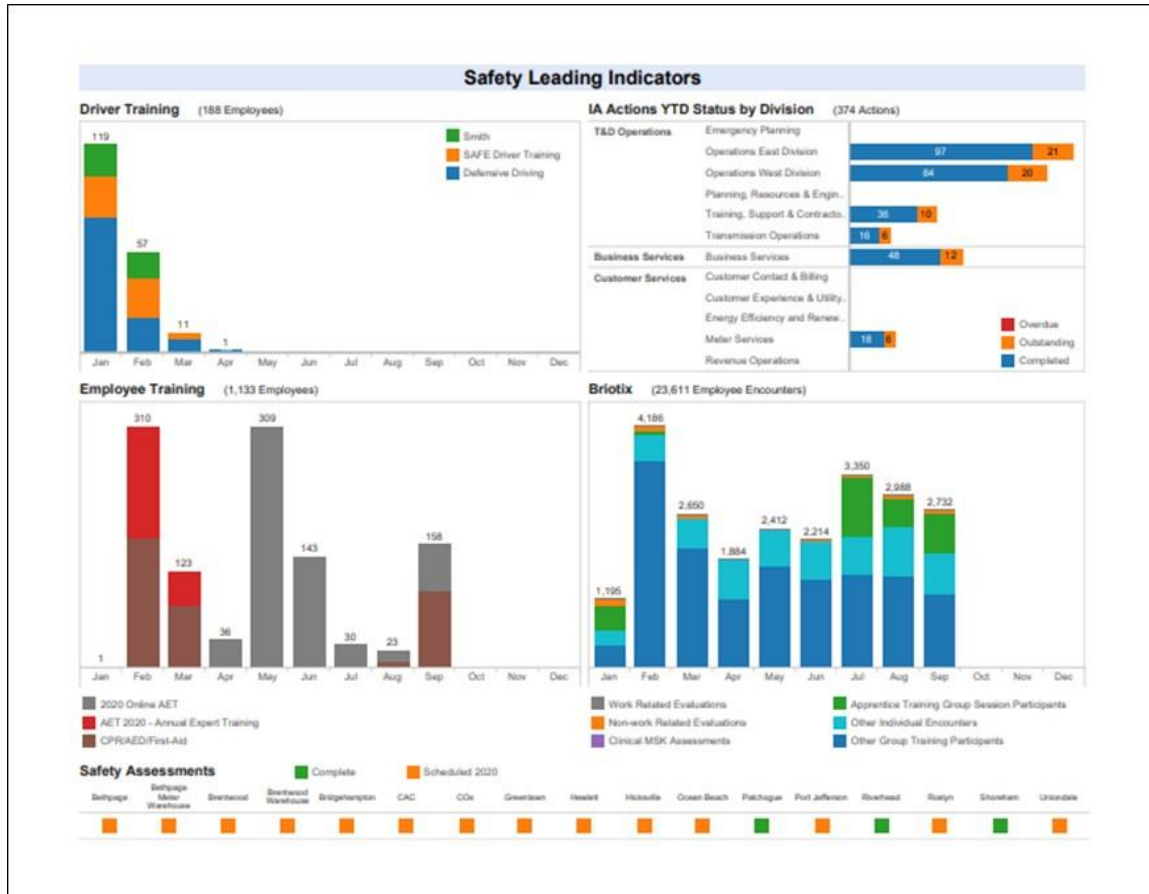 Safety Leading Indicators
Driver Training (188 Employees)
119
57
11
1
Smith
SAFE Driver Training
Defensive Driving
Jan Feb Mar Apr May Jun Jul Aug Sep Oct Nov Dec
IA Actions YTD Status by Division (374 Actions)
T&D Operations Emergency Planning
Operations East Division 97 21
Operations West Division 84 20
Planning, Resources & Engin..
Training, Support & Contracto.. 36 10
Transmission Operations 16 6
Business Services Business Services 48 12
Customer Services Customer Contact & Billing
Customer Experience & Utility..
Energy Efficiency and Renew..
Meter Services 18 6
Revenue Operations
Overdue
Outstanding
Completed
Employee Training (1,133 Employees)
1 310 123 36 309 143 30 23 158
Jan Feb Mar Apr May Jun Jul Aug Sep Oct Nov Dec
2020 Online AET
AET 2020 - Annual Expert Training
CPR/AED/First-Aid
Briotix (23,611 Employee Encounters)
1,195 4,186 2,650 1,884 2,412 2,214 3,350 2,988 2,732
Jan Feb Mar Apr May Jun Jul Aug Sep Oct Nov Dec
Work Related Evaluations
Non-work Related Evaluations
Clinical MSK Assessments
Apprentice Training Group Session Participants
Other Individual Encounters
Other Group Training Participants
Safety Assessments Complete Scheduled 2020
Bethpage Bethpage Meter Warehouse Brentwood Brentwood Warehouse Bridgehampton CAC COs Greenlawn Hewlett Hicksville Ocean Beach Patchogue Port Jefferson Riverhead Roslyn Shoreham Uniondale